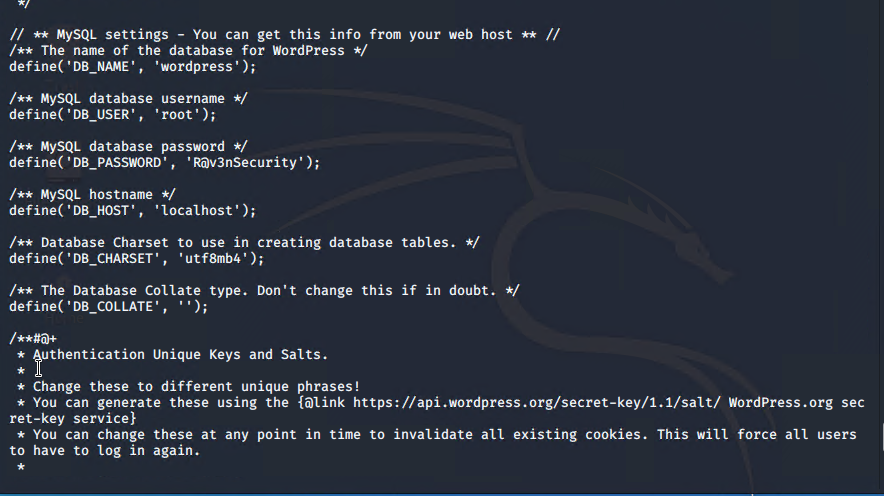 */
// ** MySQL settings - You can get this info from your web host ** //
/** The name of the database for WordPress */
define('DB_NAME', 'wordpress');
/** MySQL database username */
define('DB_USER', 'root');
/** MySQL database password */
define('DB_PASSWORD', 'R@v3nSecurity');
/** MySQL hostname */
define('DB_HOST', 'localhost');
/** Database Charset to use in creating database tables. */
define('DB_CHARSET', 'utf8mb4');
/** The Database Collate type. Don't change this if in doubt. */
define('DB_COLLATE', '');
/**#@+
 * Authentication Unique Keys and Salts.
 *
 * Change these to different unique phrases!
 * You can generate these using the {@link https://api.wordpress.org/secret-key/1.1/salt/ WordPress.org sec
ret-key service}
 * You can change these at any point in time to invalidate all existing cookies. This will force all users
to have to log in again.
 *